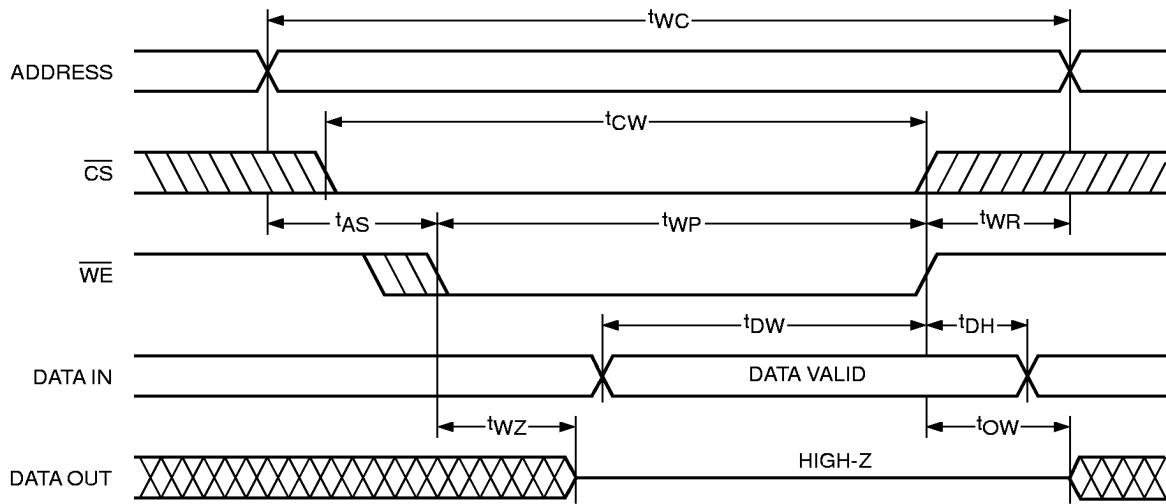 tWC
ADDRESS
tCW
CS
tAS tWP tWR
WE
tDW tDH
DATA IN DATA VALID
tWZ tOW
DATA OUT HIGH-Z